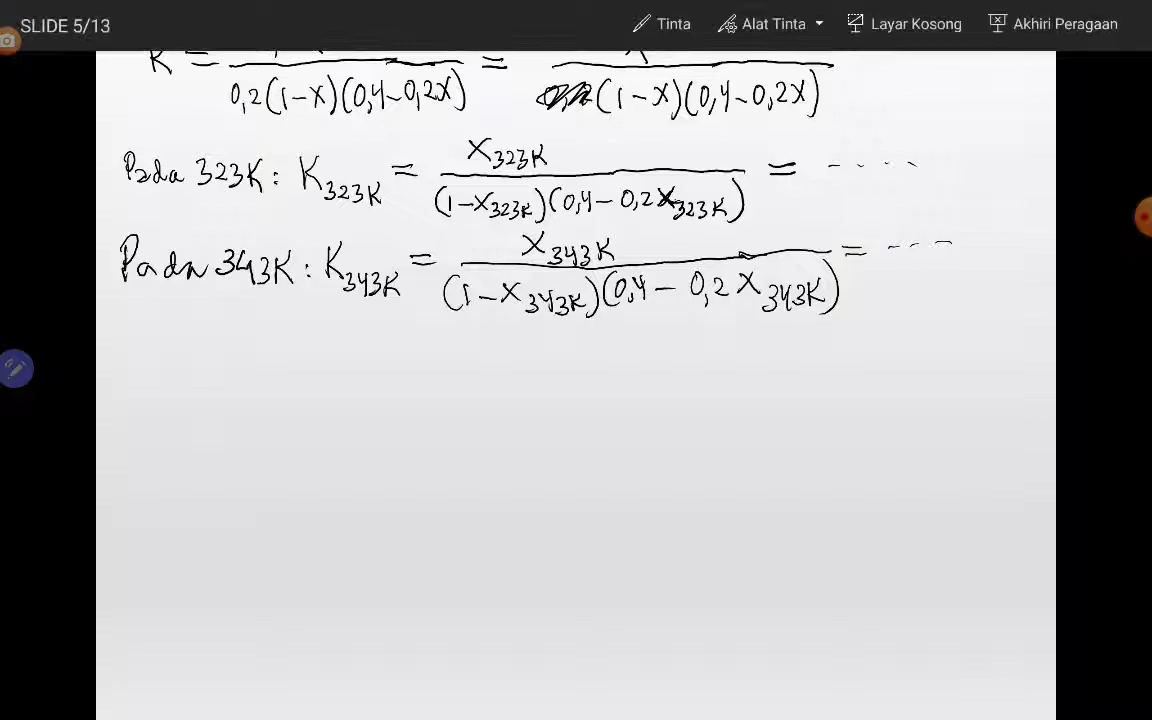 SLIDE 5/13 Tinta Alat Tinta Layar Kosong Akhiri Peragaan
K = / 0,2(1-X)(0,4-0,2X) = / (1-X)(0,4-0,2X)
Pada 323K: K323K = X323K / (1-X323K)(0,4-0,2X323K) = ....
Pada 343K: K343K = X343K / (1-X343K)(0,4-0,2X343K) = ....